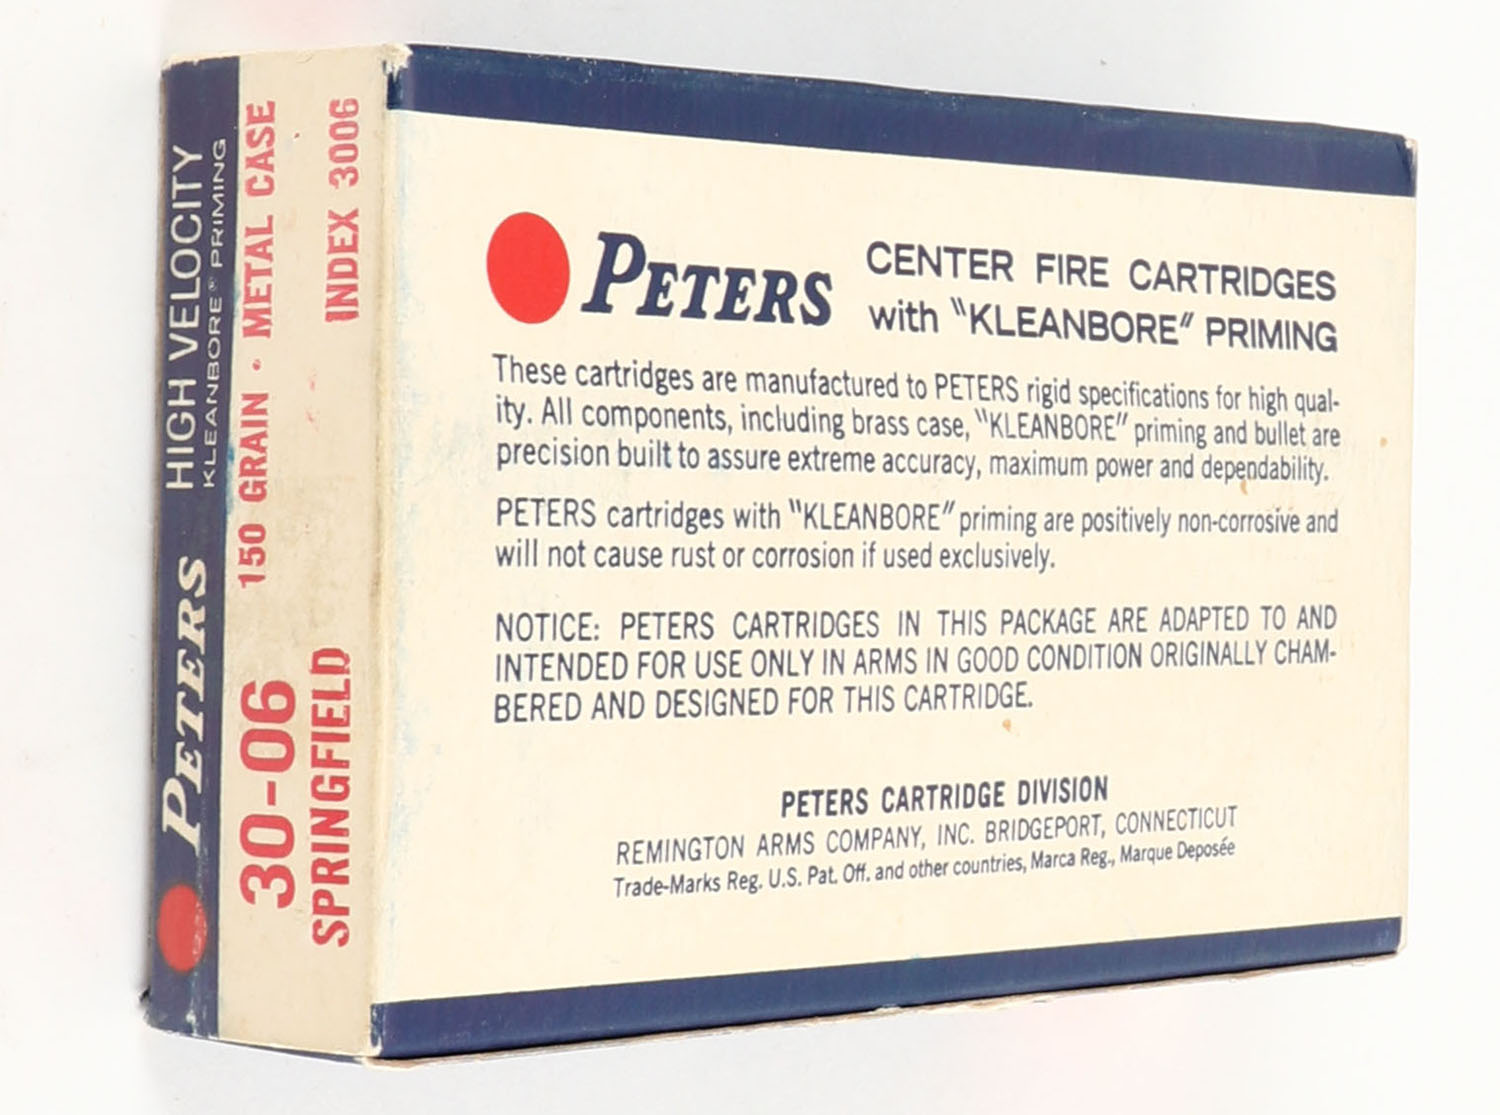 PETERS HIGH VELOCITY
KLEANBORE® PRIMING
30-06 150 GRAIN · METAL CASE
SPRINGFIELD INDEX 3006
PETERS
CENTER FIRE CARTRIDGES
with "KLEANBORE" PRIMING
These cartridges are manufactured to PETERS rigid specifications for high qual-
ity. All components, including brass case, "KLEANBORE" priming and bullet are
precision built to assure extreme accuracy, maximum power and dependability.
PETERS cartridges with "KLEANBORE" priming are positively non-corrosive and
will not cause rust or corrosion if used exclusively.
NOTICE: PETERS CARTRIDGES IN THIS PACKAGE ARE ADAPTED TO AND
INTENDED FOR USE ONLY IN ARMS IN GOOD CONDITION ORIGINALLY CHAM-
BERED AND DESIGNED FOR THIS CARTRIDGE.
PETERS CARTRIDGE DIVISION
REMINGTON ARMS COMPANY, INC. BRIDGEPORT, CONNECTICUT
Trade-Marks Reg. U.S. Pat. Off. and other countries, Marca Reg., Marque Deposée